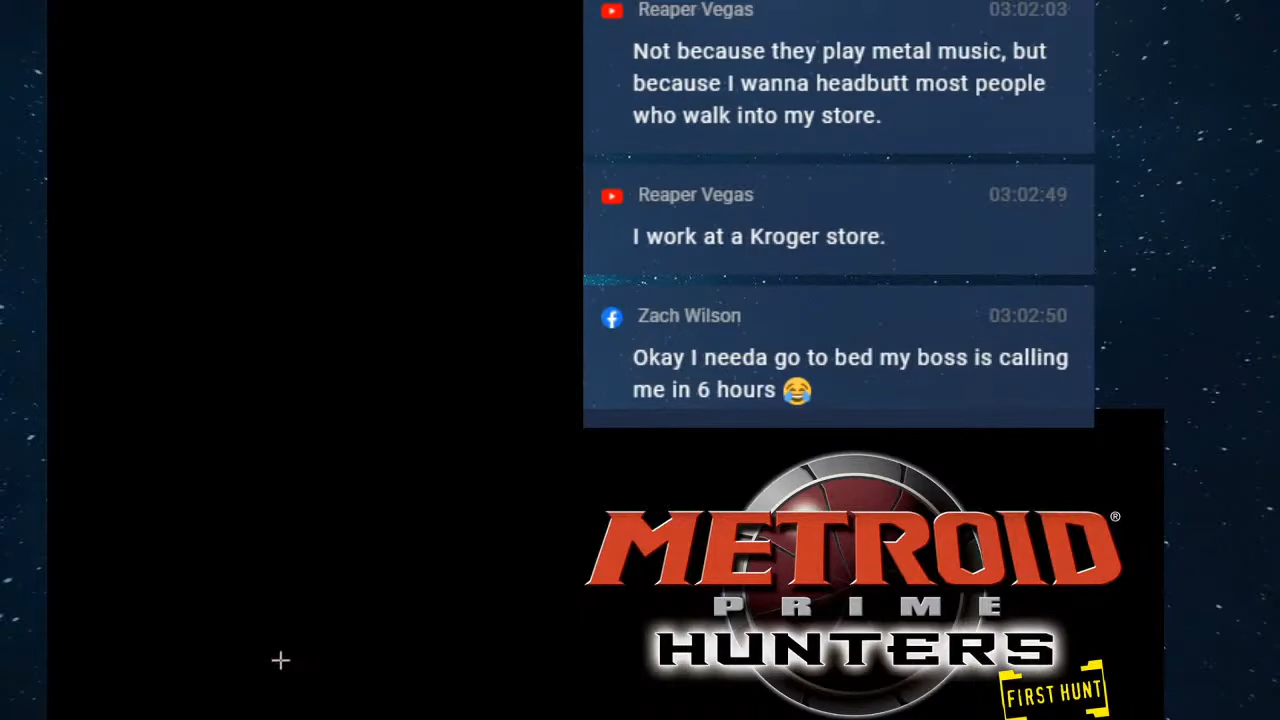 Reaper Vegas 03:02:03
Not because they play metal music, but
because I wanna headbutt most people
who walk into my store.
Reaper Vegas 03:02:49
I work at a Kroger store.
Zach Wilson 03:02:50
Okay I needa go to bed my boss is calling
me in 6 hours 😂
METROID®
PRIME
HUNTERS
FIRST HUNT